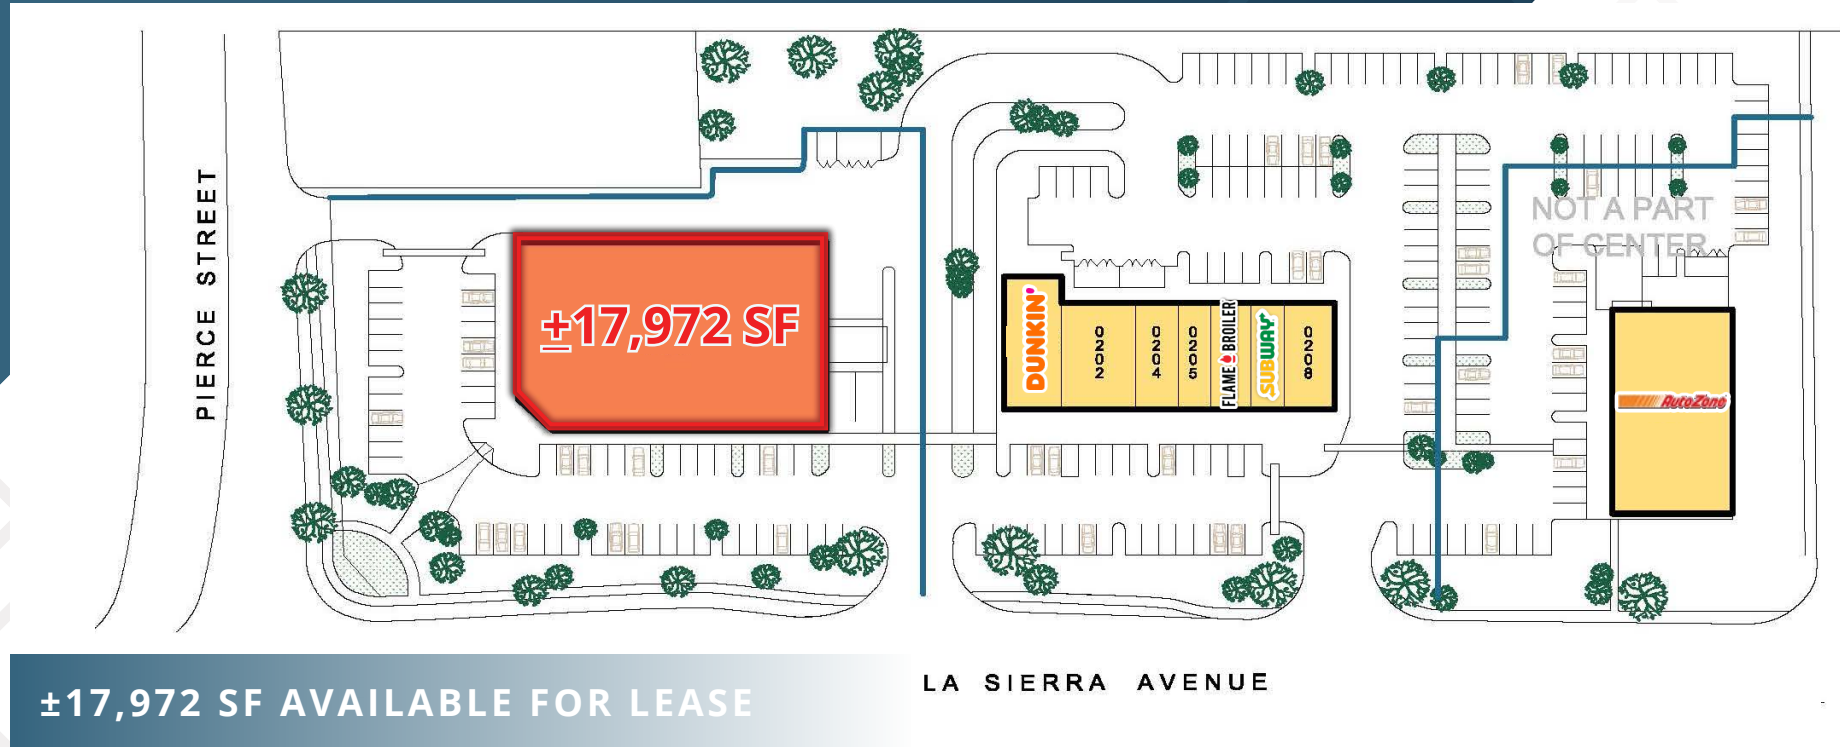 PIERCE STREET
±17,972 SF
DUNKIN'
0202
0204
0205
FLAME BROILER
SUBWAY
0208
NOT A PART
OF CENTER
AutoZone
LA SIERRA AVENUE
±17,972 SF AVAILABLE FOR LEASE